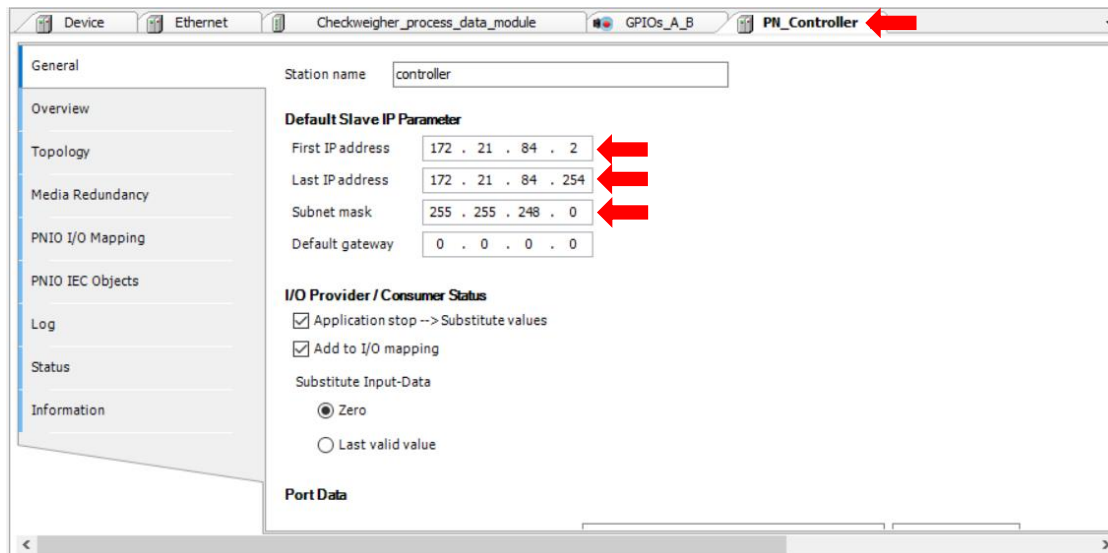 Device Ethernet Checkweigher_process_data_module GPIOs_A_B PN_Controller
General
Overview
Topology
Media Redundancy
PNIO I/O Mapping
PNIO IEC Objects
Log
Status
Information
Station name controller
Default Slave IP Parameter
First IP address 172 . 21 . 84 . 2
Last IP address 172 . 21 . 84 . 254
Subnet mask 255 . 255 . 248 . 0
Default gateway 0 . 0 . 0 . 0
I/O Provider / Consumer Status
Application stop --> Substitute values
Add to I/O mapping
Substitute Input-Data
Zero
Last valid value
Port Data